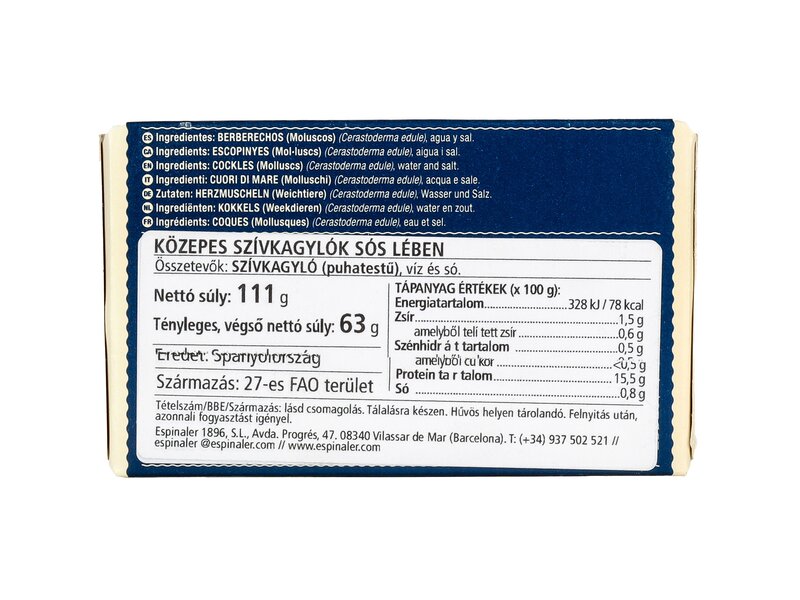 ES Ingredientes: BERBERECHOS (Moluscos) (Cerastoderma edule), agua y sal.
CA Ingredients: ESCOPINYES (Mol·luscs) (Cerastoderma edule), aigua i sal.
EN Ingredients: COCKLES (Molluscs) (Cerastoderma edule), water and salt.
IT Ingredienti: CUORI DI MARE (Molluschi) (Cerastoderma edule), acqua e sale.
DE Zutaten: HERZMUSCHELN (Weichtiere) (Cerastoderma edule), Wasser und Salz.
NL Ingrediënten: KOKKELS (Weekdieren) (Cerastoderma edule), water en zout.
FR Ingrédients: COQUES (Mollusques) (Cerastoderma edule), eau et sel.
KÖZEPES SZÍVKAGYLÓK SÓS LÉBEN
Összetevők: SZÍVKAGYLÓ (puhatestű), víz és só.
Nettó súly: 111 g
Tényleges, végső nettó súly: 63 g
Eredet: Spanyolország
Származás: 27-es FAO terület
TÁPANYAG ÉRTÉKEK (x 100 g):
Energiatartalom 328 kJ / 78 kcal
Zsír 1,5 g
amelyből telített zsír 0,6 g
Szénhidrát tartalom 0,5 g
amelyből cukor <0,5 g
Protein tartalom 15,5 g
Só 0,8 g
Tételszám/BBE/Származás: lásd csomagolás. Tálalásra készen. Hűvös helyen tárolandó. Felnyitás után,
azonnali fogyasztást igényel.
Espinaler 1896, S.L., Avda. Progrés, 47. 08340 Vilassar de Mar (Barcelona). T: (+34) 937 502 521 //
espinaler @espinaler.com // www.espinaler.com